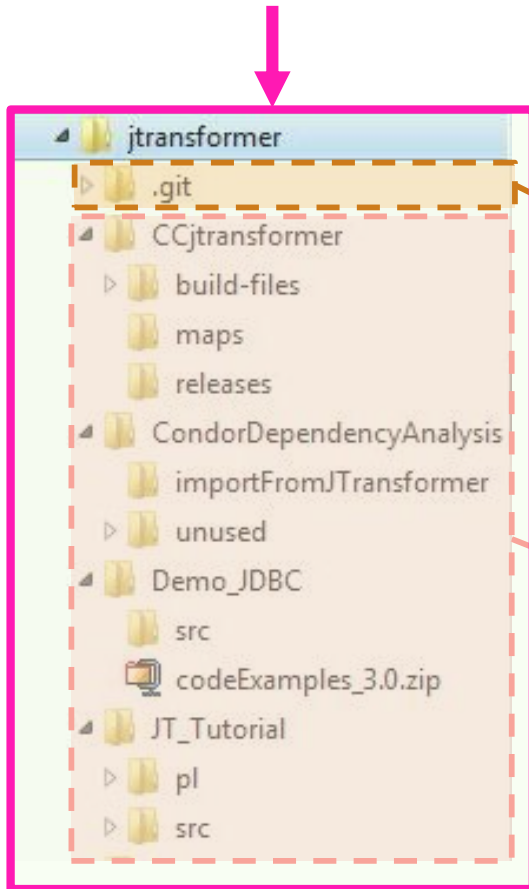 jtransformer
.git
CCjtransformer
build-files
maps
releases
CondorDependencyAnalysis
importFromJTransformer
unused
Demo_JDBC
src
codeExamples_3.0.zip
JT_Tutorial
pl
src